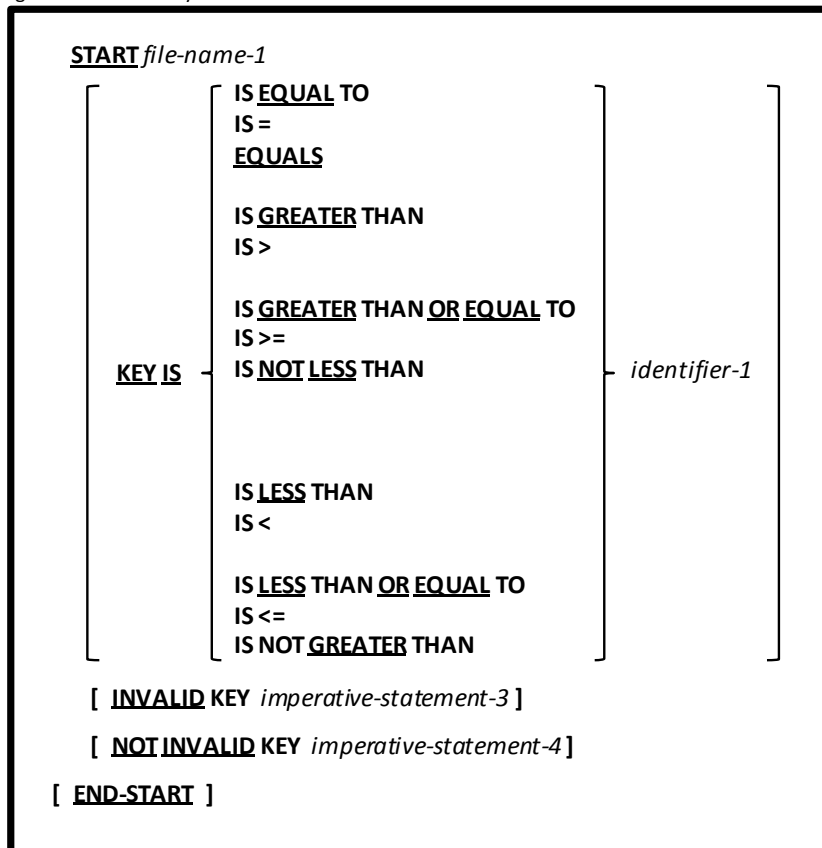 START file-name-1
IS EQUAL TO
IS =
EQUALS
IS GREATER THAN
IS >
IS GREATER THAN OR EQUAL TO
IS >=
KEY IS IS NOT LESS THAN identifier-1
IS LESS THAN
IS <
IS LESS THAN OR EQUAL TO
IS <=
IS NOT GREATER THAN
[ INVALID KEY imperative-statement-3 ]
[ NOT INVALID KEY imperative-statement-4 ]
[ END-START ]